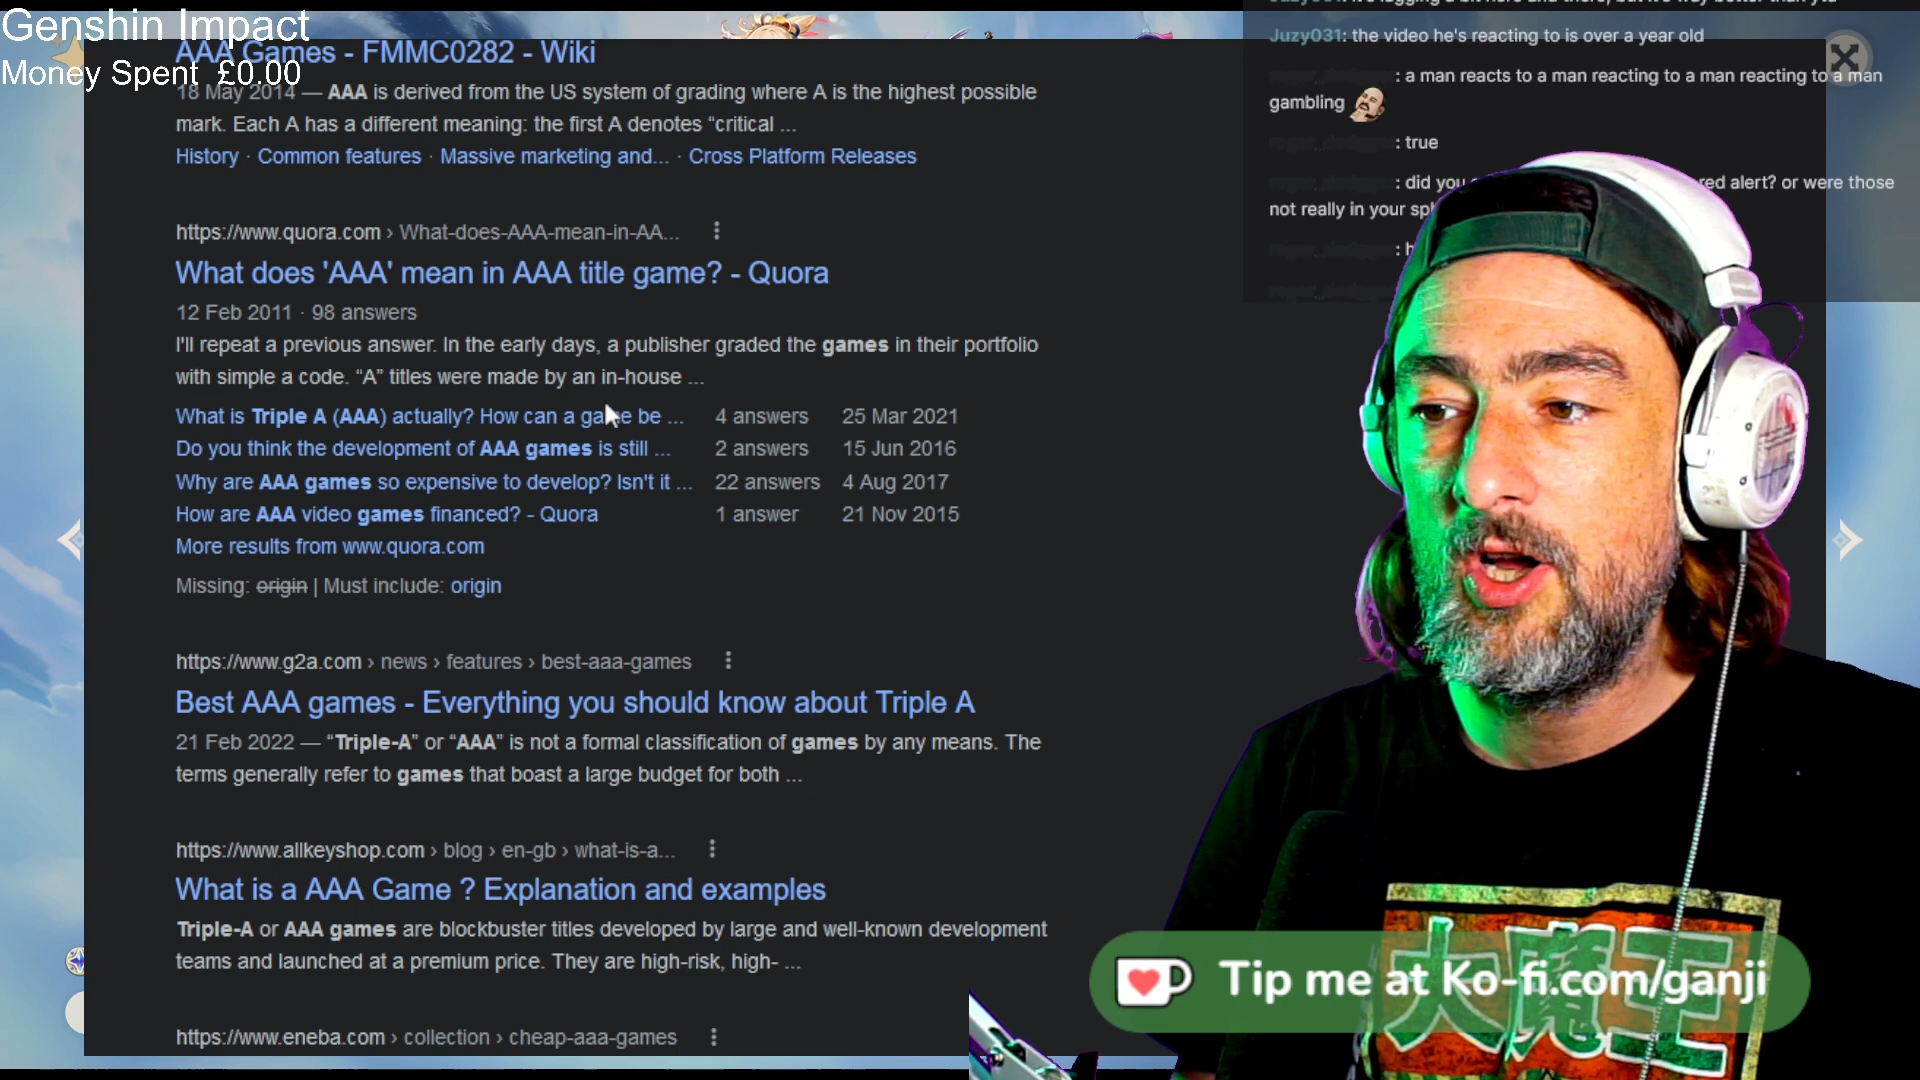 Genshin Impact
Money Spent £0.00
AAA Games - FMMC0282 - Wiki
18 May 2014 — AAA is derived from the US system of grading where A is the highest possible
mark. Each A has a different meaning: the first A denotes “critical ...
History · Common features · Massive marketing and... · Cross Platform Releases
https://www.quora.com › What-does-AAA-mean-in-AA...
What does 'AAA' mean in AAA title game? - Quora
12 Feb 2011 · 98 answers
I'll repeat a previous answer. In the early days, a publisher graded the games in their portfolio
with simple a code. “A” titles were made by an in-house ...
What is Triple A (AAA) actually? How can a game be ... 4 answers 25 Mar 2021
Do you think the development of AAA games is still ... 2 answers 15 Jun 2016
Why are AAA games so expensive to develop? Isn't it ... 22 answers 4 Aug 2017
How are AAA video games financed? - Quora 1 answer 21 Nov 2015
More results from www.quora.com
Missing: origin | Must include: origin
https://www.g2a.com › news › features › best-aaa-games
Best AAA games - Everything you should know about Triple A
21 Feb 2022 — “Triple-A” or “AAA” is not a formal classification of games by any means. The
terms generally refer to games that boast a large budget for both ...
https://www.allkeyshop.com › blog › en-gb › what-is-a...
What is a AAA Game ? Explanation and examples
Triple-A or AAA games are blockbuster titles developed by large and well-known development
teams and launched at a premium price. They are high-risk, high- ...
https://www.eneba.com › collection › cheap-aaa-games
Juzy031: the video he's reacting to is over a year old
: a man reacts to a man reacting to a man reacting to a man
gambling
: true
: did you red alert? or were those
not really in your
Tip me at Ko-fi.com/ganji
大魔王